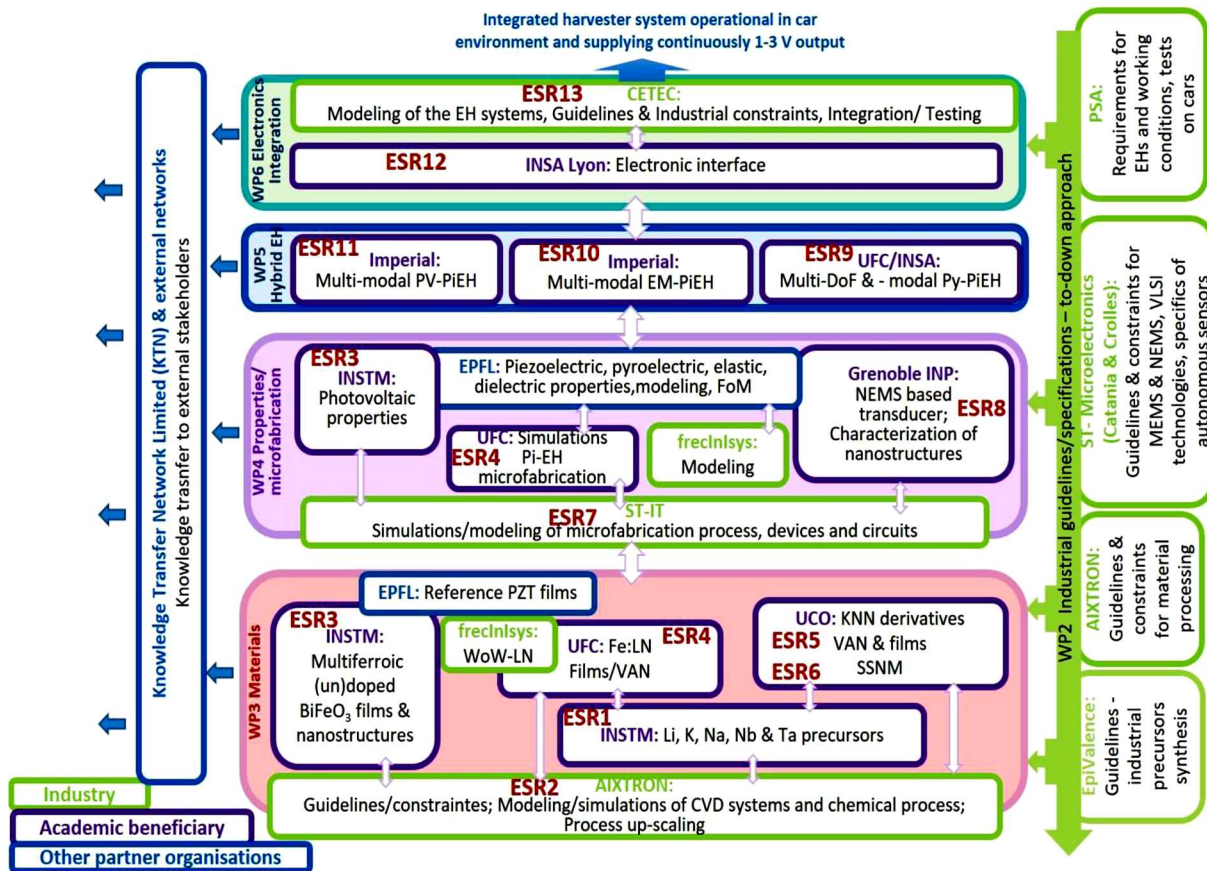 Integrated harvester system operational in car
environment and supplying continuously 1-3 V output
Knowledge Transfer Network Limited (KTN) & external networks
Knowledge trasnfer to external stakeholders
WP6 Electronics
Integration
ESR13
CETEC:
Modeling of the EH systems, Guidelines & Industrial constraints, Integration/ Testing
ESR12
INSA Lyon: Electronic interface
WP5
Hybrid EH
ESR11
Imperial:
Multi-modal PV-PiEH
ESR10
Imperial:
Multi-modal EM-PiEH
ESR9
UFC/INSA:
Multi-DoF & - modal Py-PiEH
WP4 Properties/
microfabrication
ESR3
INSTM:
Photovoltaic
properties
EPFL: Piezoelectric, pyroelectric, elastic,
dielectric properties,modeling, FoM
UFC: Simulations
ESR4
Pi-EH
microfabrication
frecInIsys:
Modeling
Grenoble INP:
NEMS based
transducer;
ESR8
Characterization of
nanostructures
ESR7
ST-IT
Simulations/modeling of microfabrication process, devices and circuits
WP3 Materials
EPFL: Reference PZT films
ESR3
INSTM:
Multiferroic
(un)doped
BiFeO₃ films &
nanostructures
frecInIsys:
WoW-LN
ESR4
UFC: Fe:LN
Films/VAN
UCO: KNN derivatives
ESR5
VAN & films
ESR6
SSNM
ESR1
INSTM: Li, K, Na, Nb & Ta precursors
ESR2
AIXTRON:
Guidelines/constraintes; Modeling/simulations of CVD systems and chemical process;
Process up-scaling
WP2 Industrial guidelines/specifications – to-down approach
PSA:
Requirements for
EHs and working
conditions, tests
on cars
ST- Microelectronics
(Catania & Crolles):
Guidelines & constraints for
MEMS & NEMS, VLSI
technologies, specifics of
autonomous sensors
AIXTRON:
Guidelines &
constraints
for material
processing
EpiValence:
Guidelines -
industrial
precursors
synthesis
Industry
Academic beneficiary
Other partner organisations